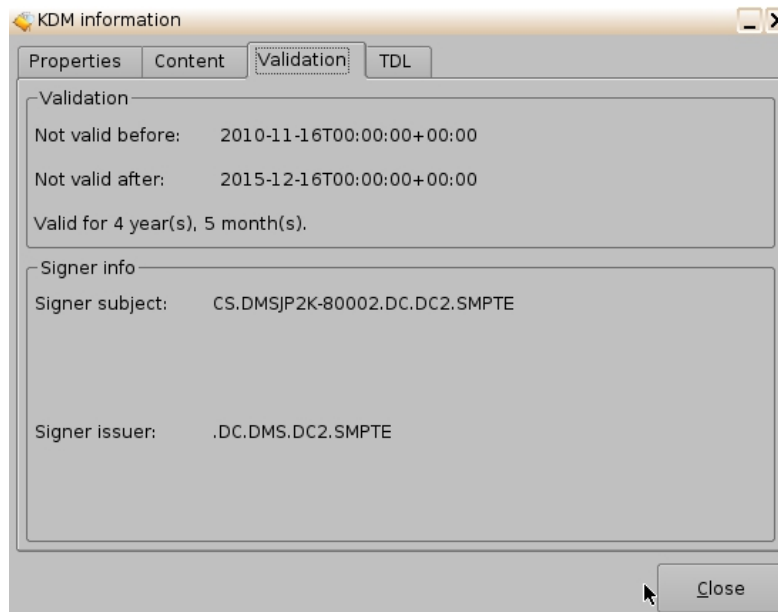 KDM information
Properties Content Validation TDL
Validation
Not valid before: 2010-11-16T00:00:00+00:00
Not valid after: 2015-12-16T00:00:00+00:00
Valid for 4 year(s), 5 month(s).
Signer info
Signer subject: CS.DMSJP2K-80002.DC.DC2.SMPTE
Signer issuer: .DC.DMS.DC2.SMPTE
Close